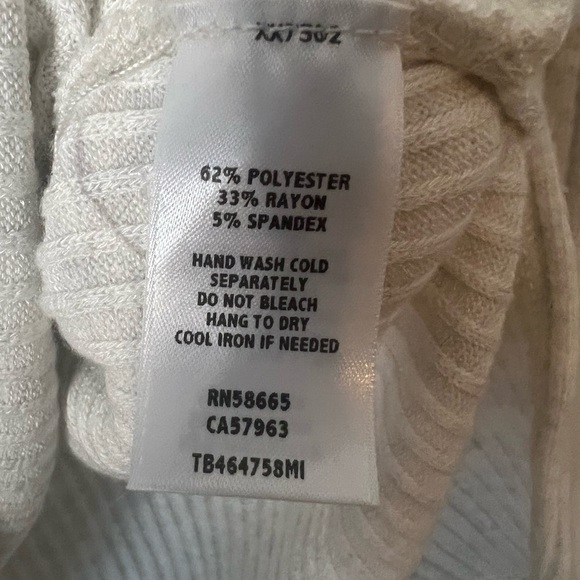 62% POLYESTER
33% RAYON
5% SPANDEX
HAND WASH COLD
SEPARATELY
DO NOT BLEACH
HANG TO DRY
COOL IRON IF NEEDED
RN58665
CA57963
TB464758MI